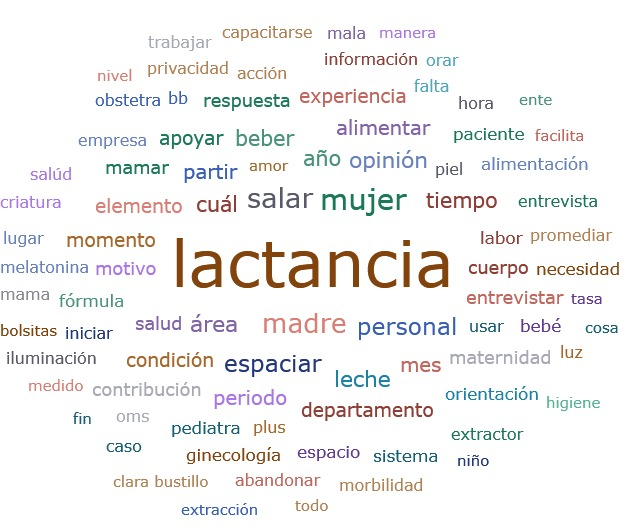 trabajar capacitarse mala manera
información orar
nivel privacidad acción
obstetra bb respuesta experiencia falta
hora ente
empresa apoyar beber alimentar paciente facilita
salúd mamar partir amor año opinión piel alimentación
criatura elemento cuál salar mujer tiempo entrevista
lugar momento lactancia labor promediar
melatonina motivo cuerpo necesidad
mama fórmula entrevistar tasa
bolsitas iniciar salud área madre personal usar bebé cosa
iluminación condición espaciar mes maternidad luz
medido contribución periodo leche orientación higiene
fin oms departamento
caso pediatra plus extractor
ginecología espacio sistema niño
clara bustillo abandonar morbilidad
extracción todo